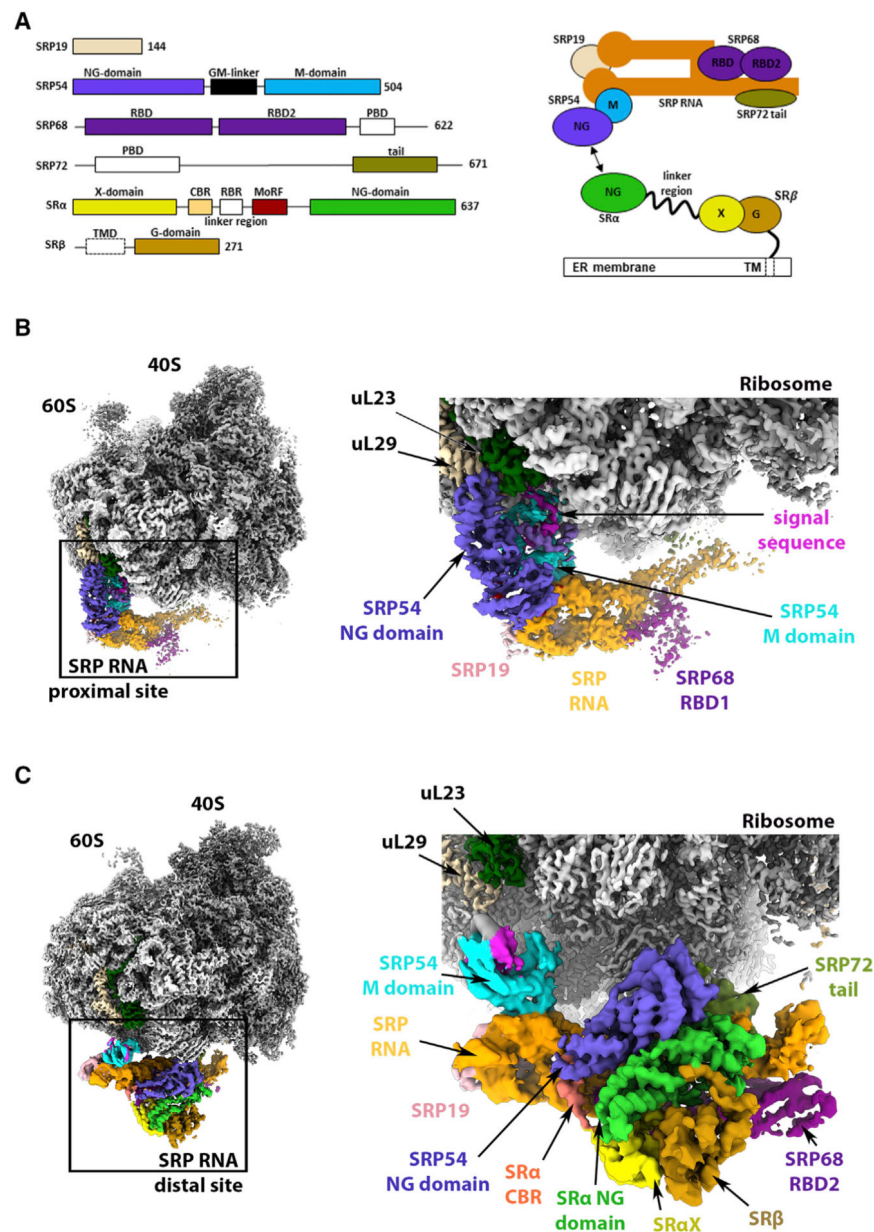 A
SRP19
144
SRP54
NG-domain
GM-linker
M-domain
504
SRP68
RBD
RBD2
PBD
622
SRP72
PBD
tail
671
SRα
X-domain
CBR
RBR
MoRF
NG-domain
637
linker region
SRβ
TMD
G-domain
271
SRP19
SRP68
RBD
RBD2
SRP54
M
SRP RNA
SRP72 tail
NG
NG
SRα
linker
region
SRβ
X
G
ER membrane
TM
B
40S
60S
SRP RNA
proximal site
Ribosome
uL23
uL29
signal
sequence
SRP54
NG domain
SRP54
M domain
SRP19
SRP
RNA
SRP68
RBD1
C
40S
60S
SRP RNA
distal site
uL23
Ribosome
uL29
SRP54
M domain
SRP72
tail
SRP
RNA
SRP19
SRP54
NG domain
SRα
CBR
SRα NG
domain
SRαX
SRβ
SRP68
RBD2